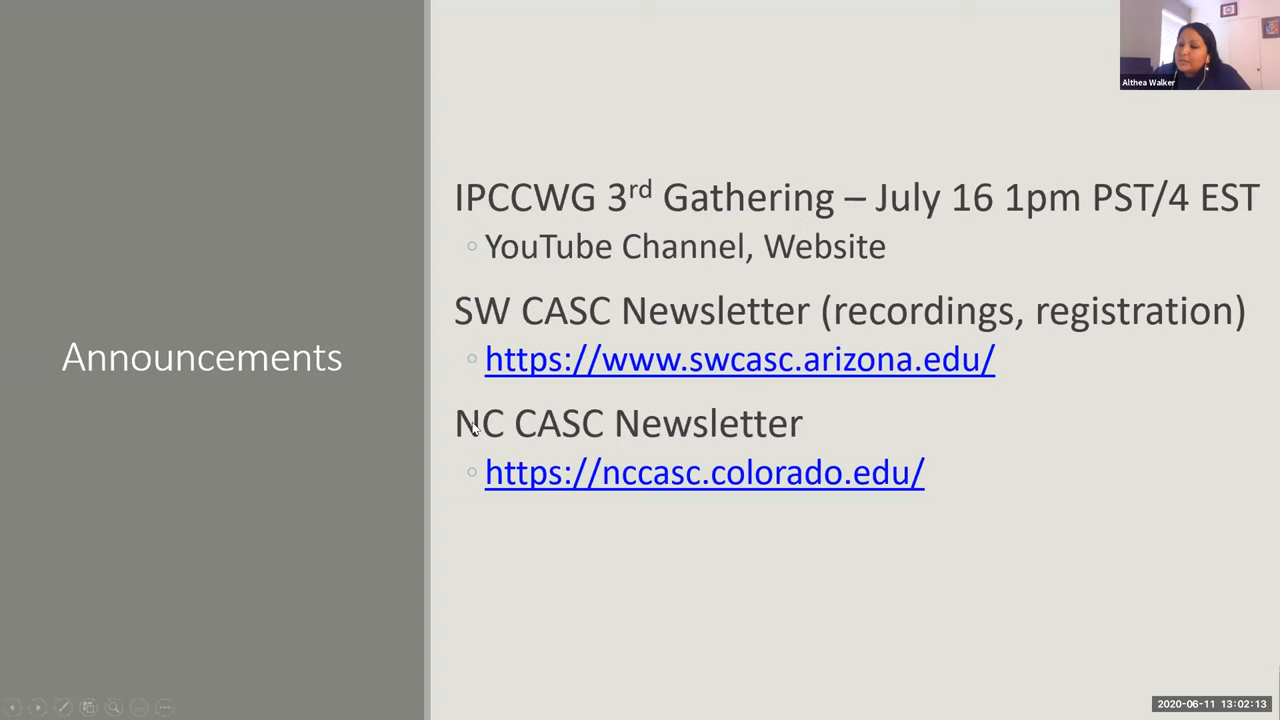 Althea Walker
Announcements
IPCCWG 3rd Gathering – July 16 1pm PST/4 EST
YouTube Channel, Website
SW CASC Newsletter (recordings, registration)
https://www.swcasc.arizona.edu/
NC CASC Newsletter
https://nccasc.colorado.edu/
2020-06-11 13:02:13